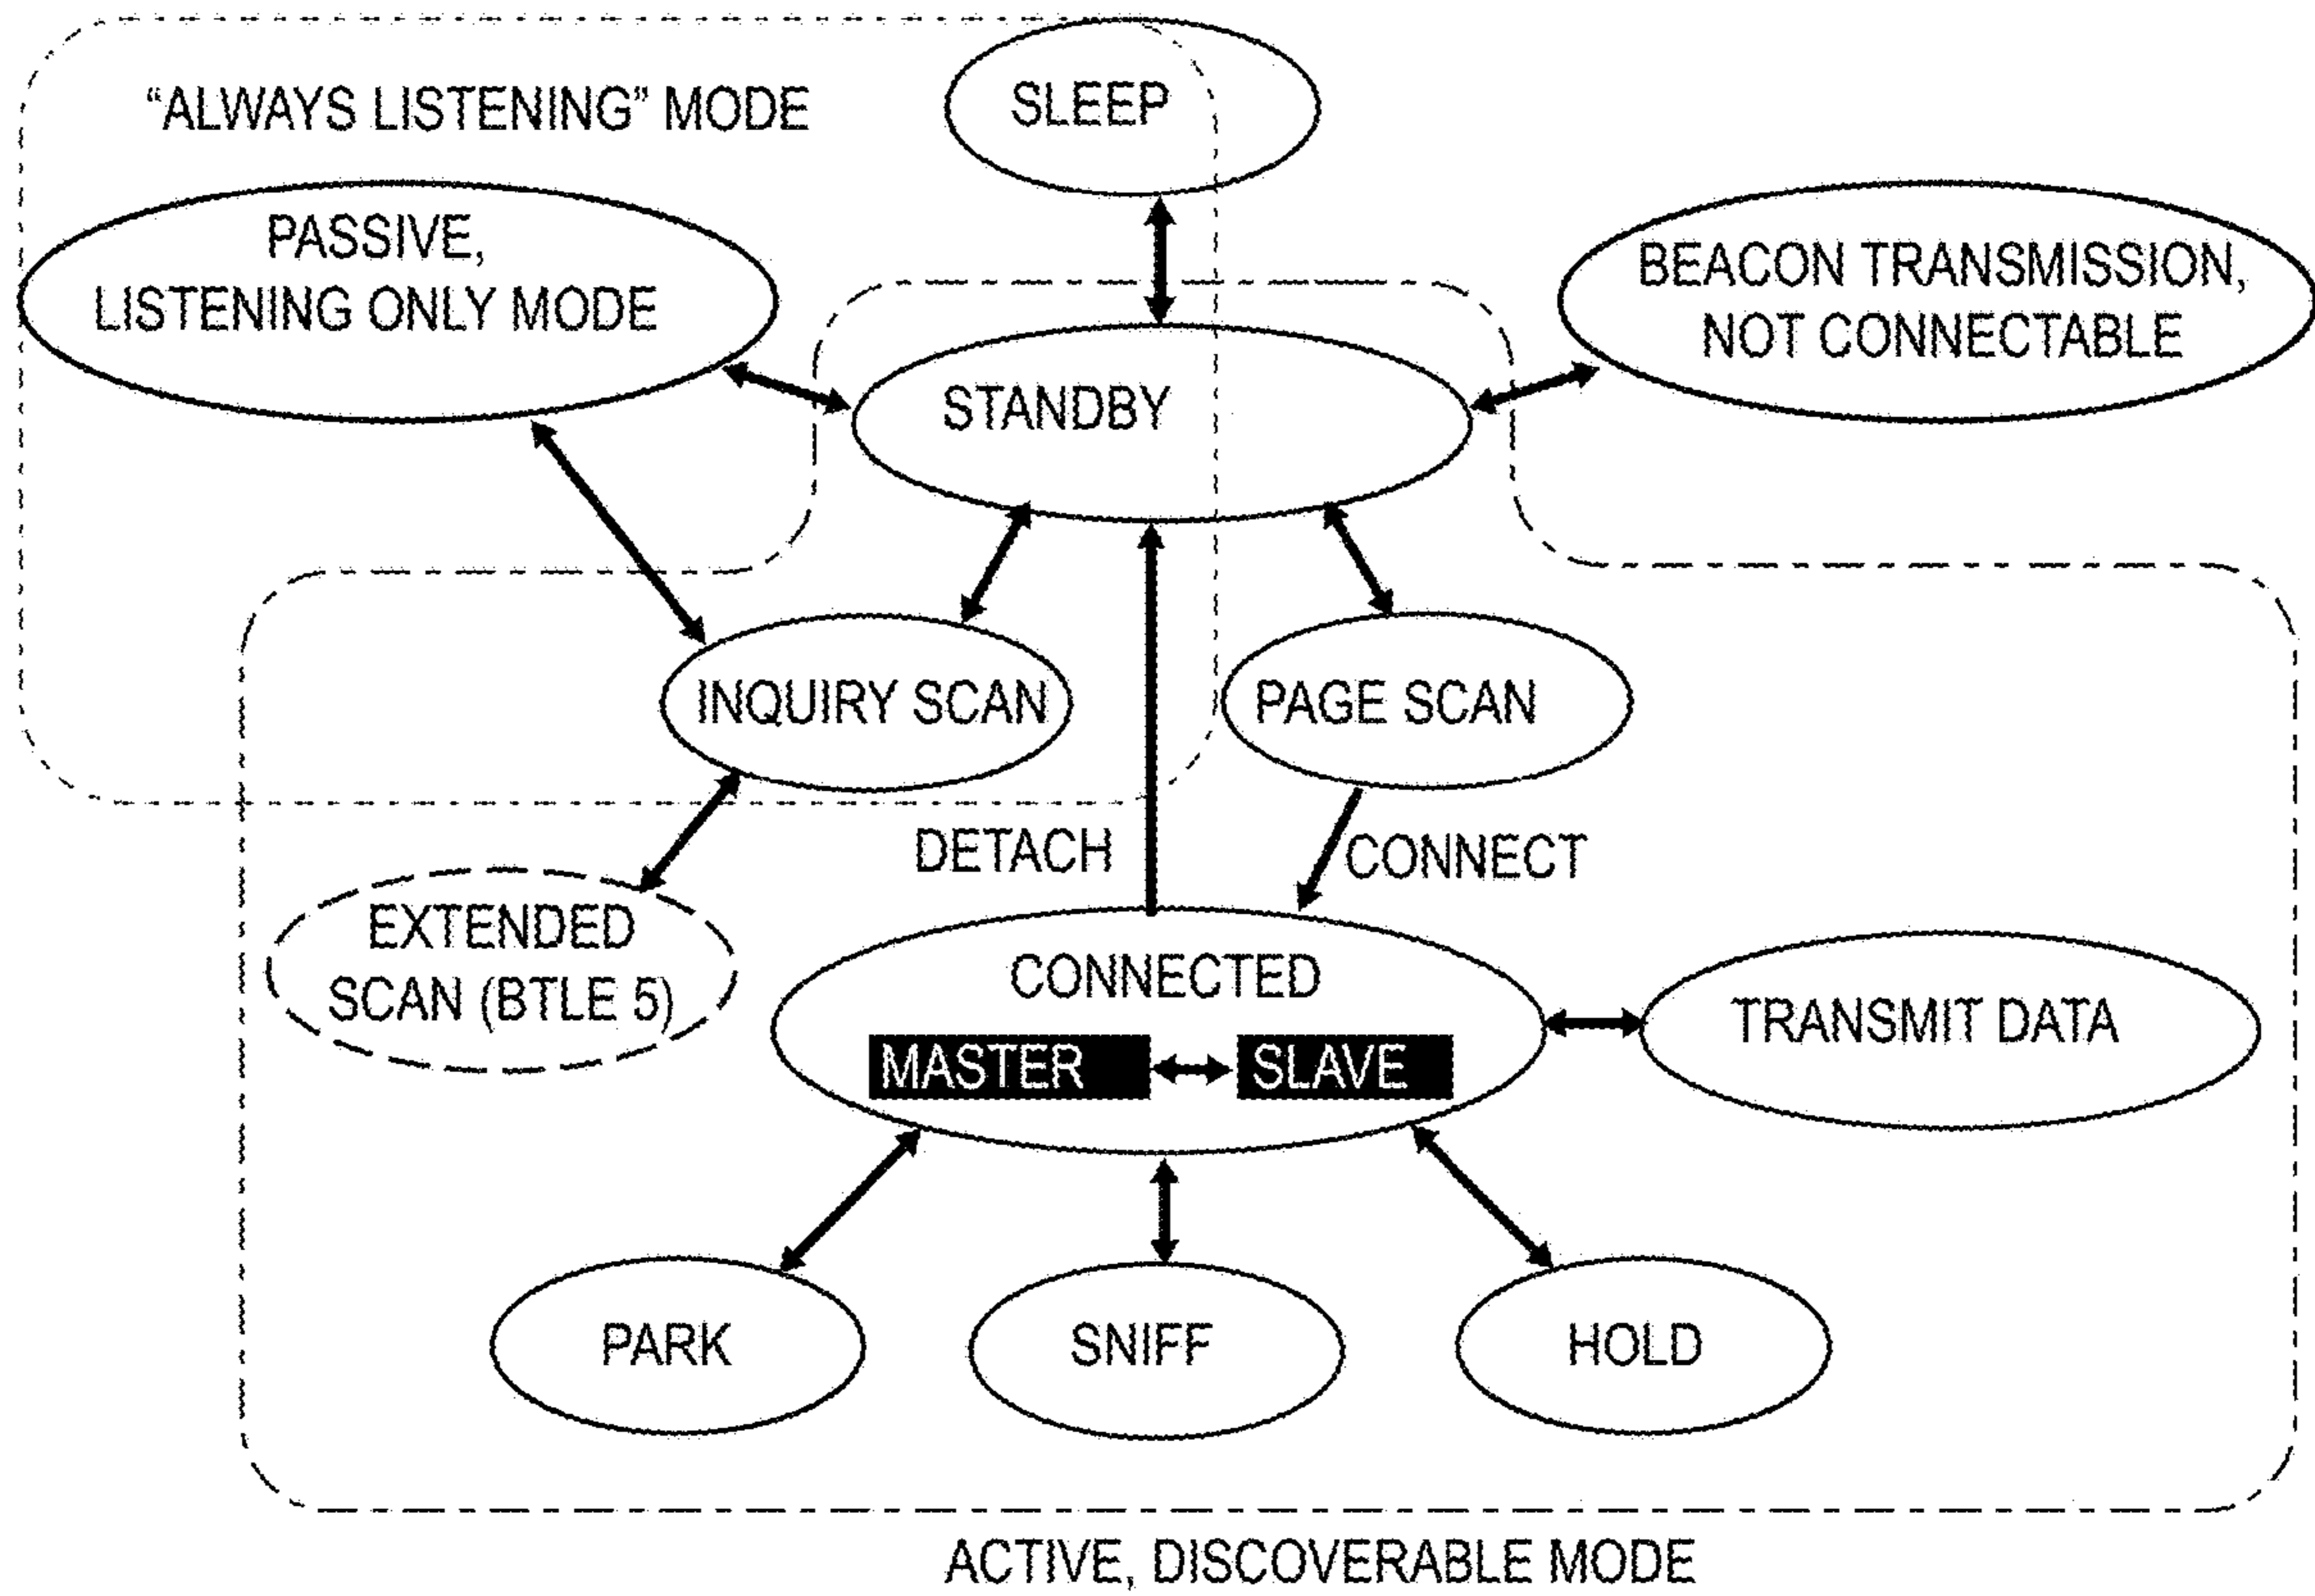 “ALWAYS LISTENING” MODE
SLEEP
PASSIVE,
LISTENING ONLY MODE
BEACON TRANSMISSION,
NOT CONNECTABLE
STANDBY
INQUIRY SCAN
PAGE SCAN
DETACH
CONNECT
EXTENDED
SCAN (BTLE 5)
CONNECTED
MASTER
SLAVE
TRANSMIT DATA
PARK
SNIFF
HOLD
ACTIVE, DISCOVERABLE MODE